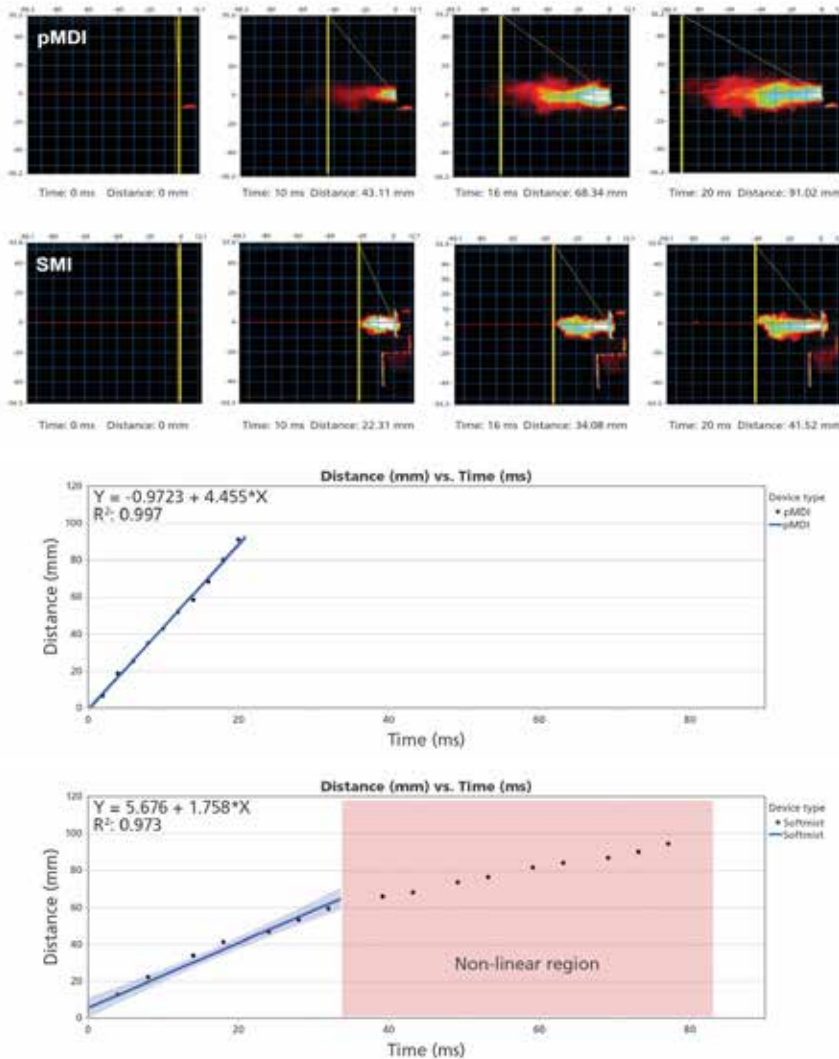 pMDI
Time: 0 ms Distance: 0 mm
Time: 10 ms Distance: 43.11 mm
Time: 16 ms Distance: 68.34 mm
Time: 20 ms Distance: 91.02 mm
SMI
Time: 0 ms Distance: 0 mm
Time: 10 ms Distance: 22.31 mm
Time: 16 ms Distance: 34.08 mm
Time: 20 ms Distance: 41.52 mm
Distance (mm) vs. Time (ms)
Y = -0.9723 + 4.455*X
R²: 0.997
Device type
pMDI
pMDI
Distance (mm)
120
100
80
60
40
20
0
0 20 40 60 80
Time (ms)
Distance (mm) vs. Time (ms)
Y = 5.676 + 1.758*X
R²: 0.973
Device type
Softmist
Softmist
Distance (mm)
120
100
80
60
40
20
0
Non-linear region
0 20 40 60 80
Time (ms)